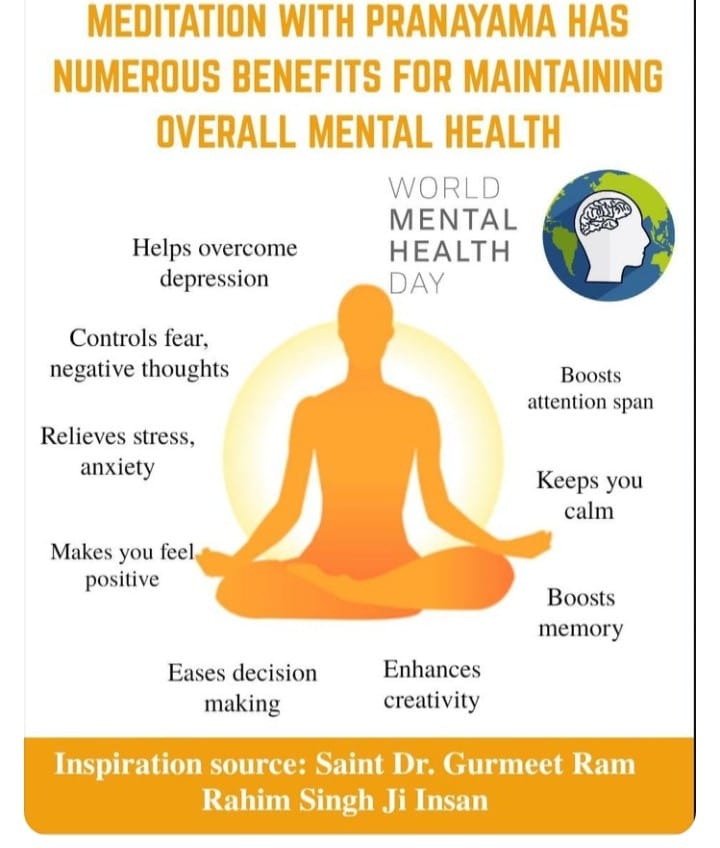 MEDITATION WITH PRANAYAMA HAS
NUMEROUS BENEFITS FOR MAINTAINING
OVERALL MENTAL HEALTH
WORLD
MENTAL
HEALTH
DAY
Helps overcome
depression
Controls fear,
negative thoughts
Relieves stress,
anxiety
Makes you feel
positive
Eases decision
making
Enhances
creativity
Boosts
attention span
Keeps you
calm
Boosts
memory
Inspiration source: Saint Dr. Gurmeet Ram
Rahim Singh Ji Insan